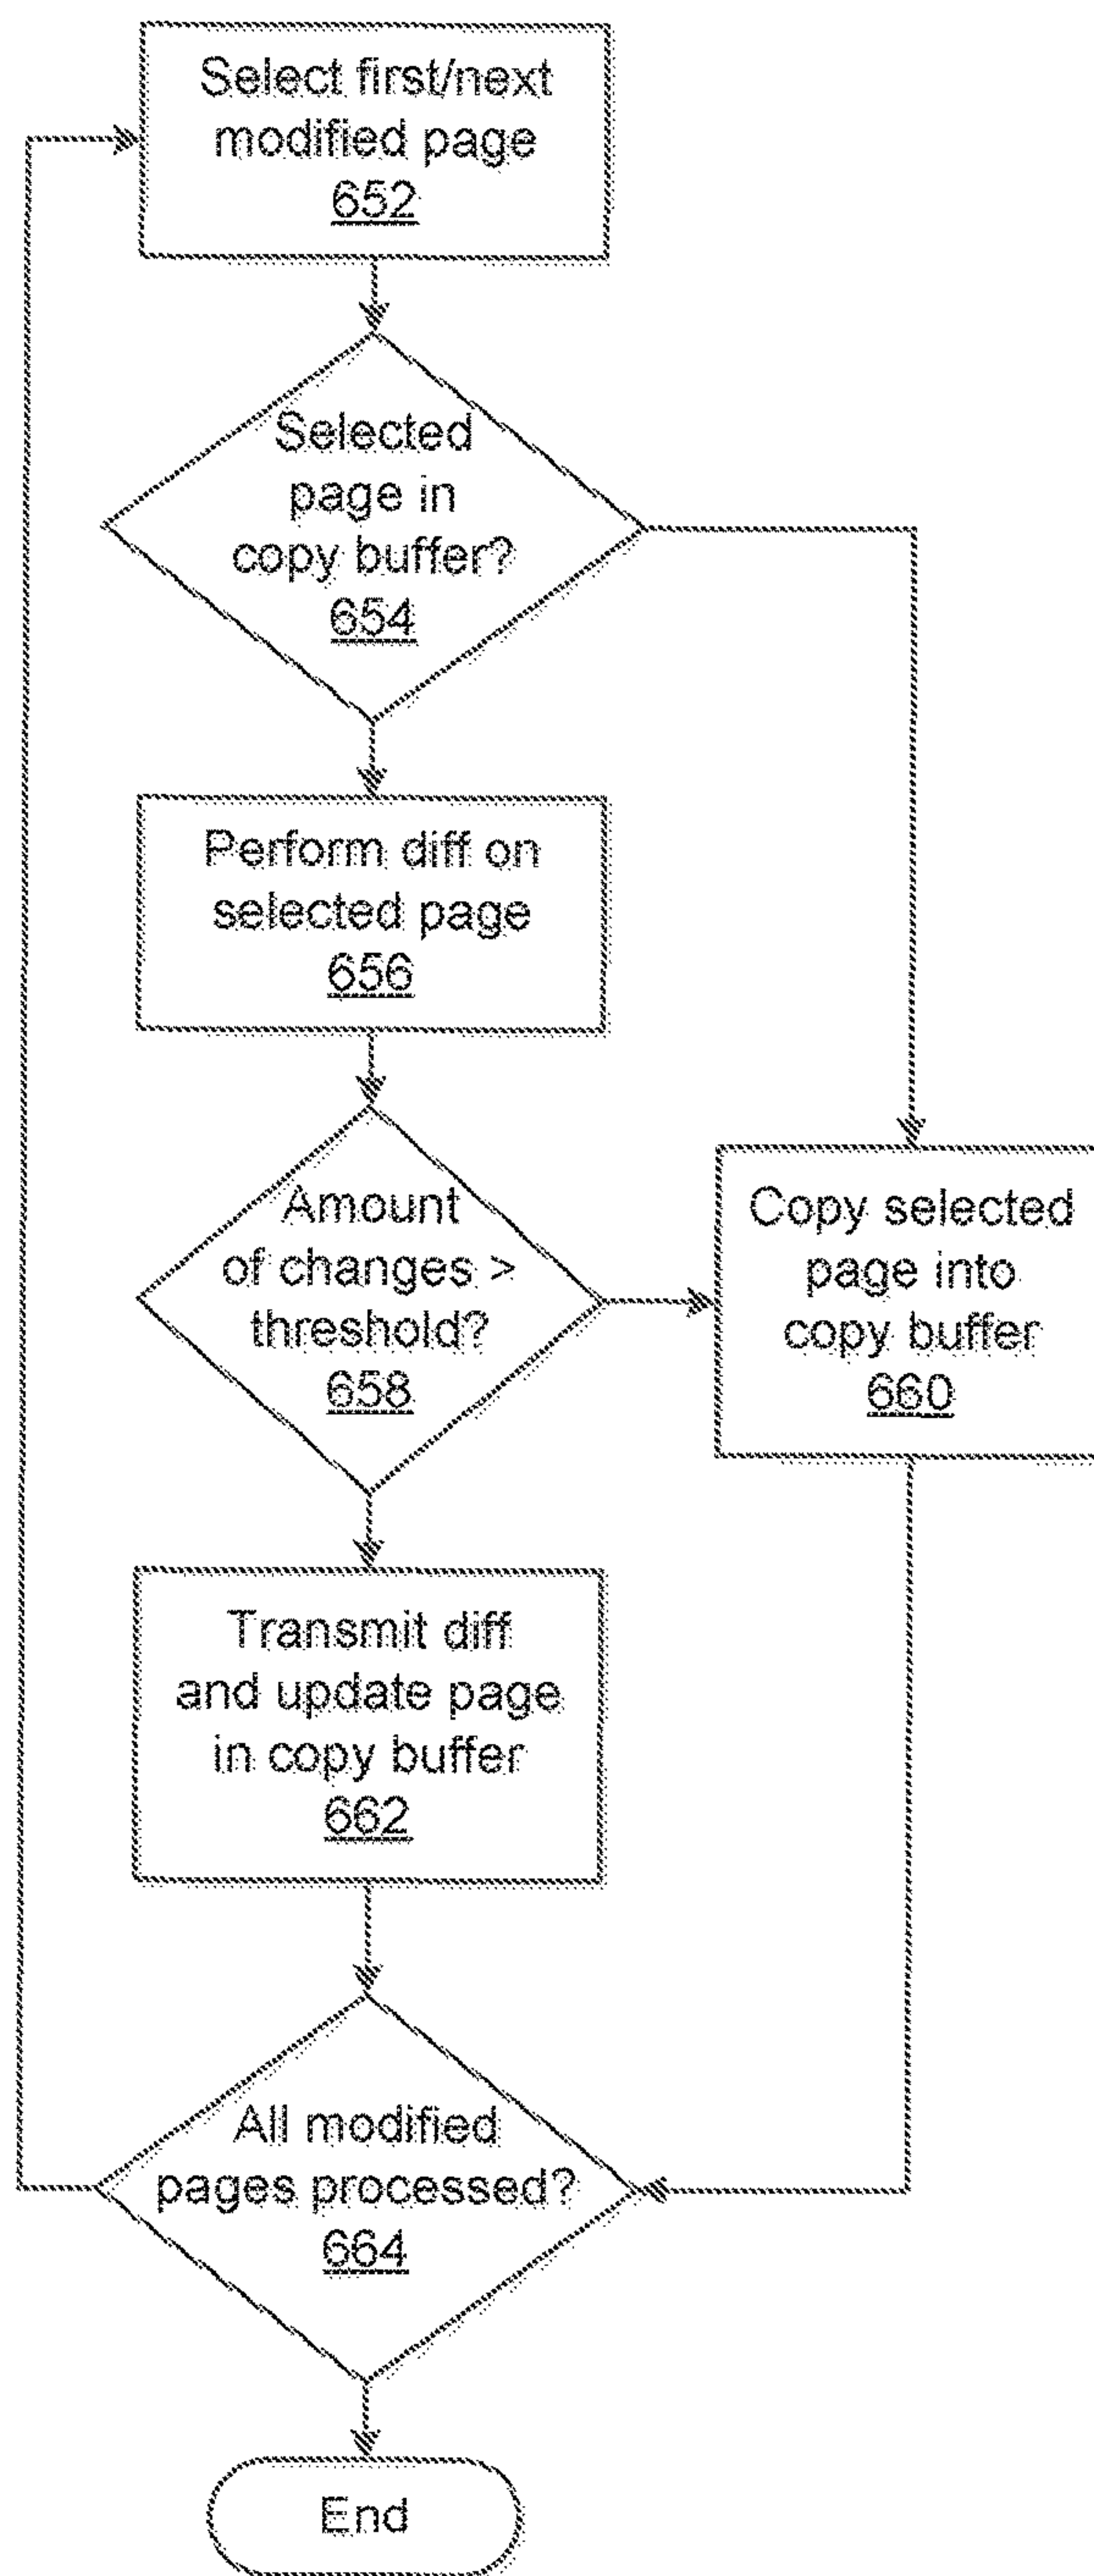 Select first/next
modified page
652
Selected
page in
copy buffer?
654
Perform diff on
selected page
656
Amount
of changes >
threshold?
658
Copy selected
page into
copy buffer
660
Transmit diff
and update page
in copy buffer
662
All modified
pages processed?
664
End